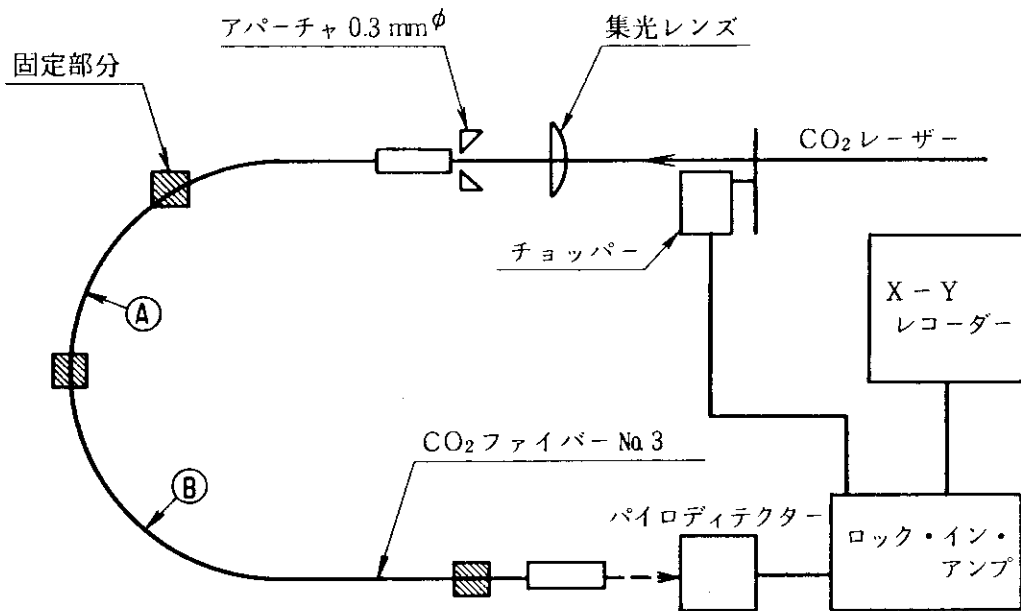 アパーチャ 0.3 mmφ
集光レンズ
固定部分
CO₂ レーザー
チョッパー
Ⓐ
X－Y
レコーダー
CO₂ファイバー No.3
Ⓑ
パイロディテクター
ロック・イン・
アンプ